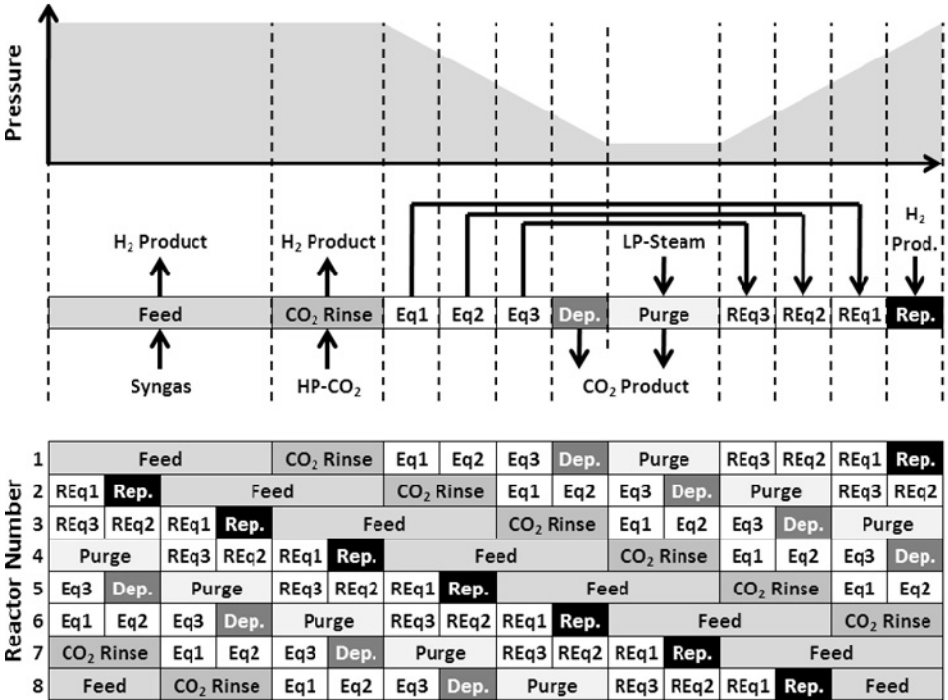 Pressure
H₂ Product H₂ Product LP-Steam H₂ Prod.
Feed CO₂ Rinse Eq1 Eq2 Eq3 Dep. Purge REq3 REq2 REq1 Rep.
Syngas HP-CO₂ CO₂ Product
Reactor Number
1 Feed CO₂ Rinse Eq1 Eq2 Eq3 Dep. Purge REq3 REq2 REq1 Rep.
2 REq1 Rep. Feed CO₂ Rinse Eq1 Eq2 Eq3 Dep. Purge REq3 REq2
3 REq3 REq2 REq1 Rep. Feed CO₂ Rinse Eq1 Eq2 Eq3 Dep. Purge
4 Purge REq3 REq2 REq1 Rep. Feed CO₂ Rinse Eq1 Eq2 Eq3 Dep.
5 Eq3 Dep. Purge REq3 REq2 REq1 Rep. Feed CO₂ Rinse Eq1 Eq2
6 Eq1 Eq2 Eq3 Dep. Purge REq3 REq2 REq1 Rep. Feed CO₂ Rinse
7 CO₂ Rinse Eq1 Eq2 Eq3 Dep. Purge REq3 REq2 REq1 Rep. Feed
8 Feed CO₂ Rinse Eq1 Eq2 Eq3 Dep. Purge REq3 REq2 REq1 Rep. Feed